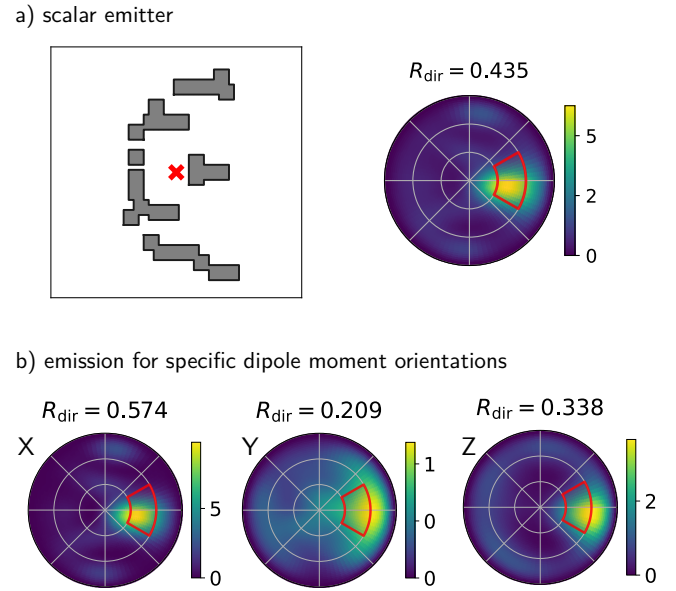 a) scalar emitter
R_dir = 0.435
5
2
0
b) emission for specific dipole moment orientations
R_dir = 0.574
R_dir = 0.209
R_dir = 0.338
X
Y
Z
5
0
1
0
0
2
0